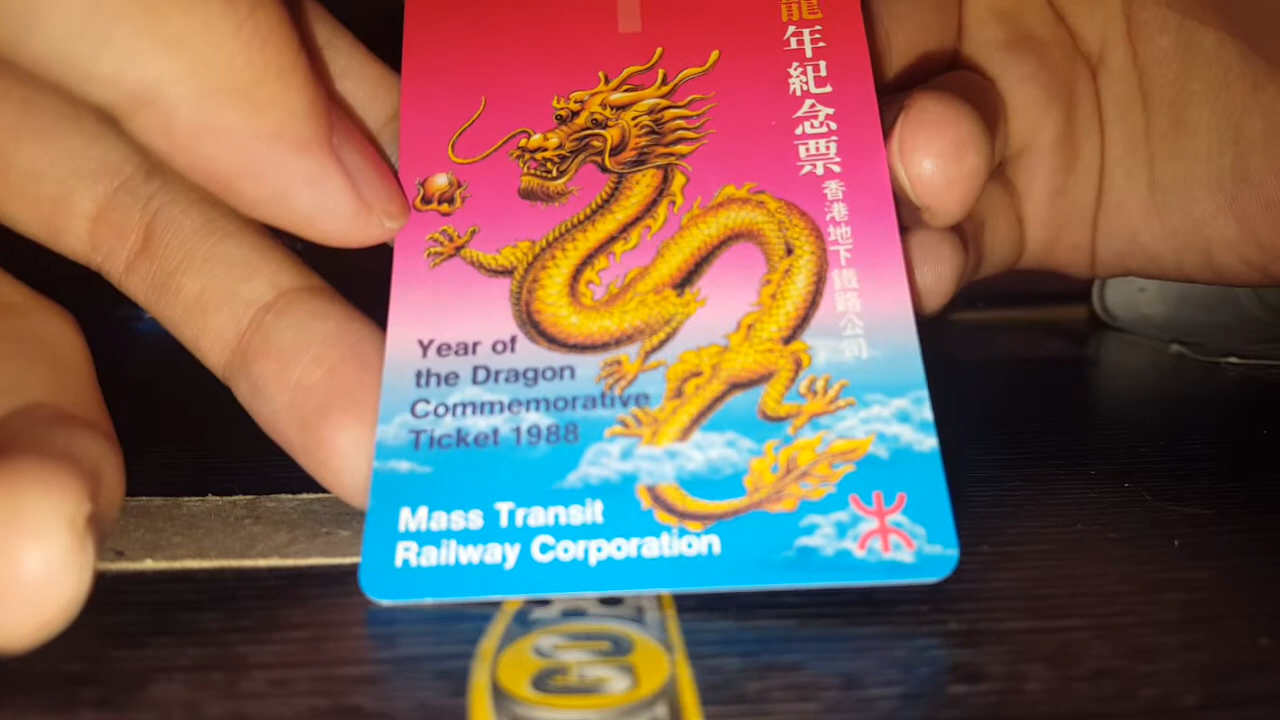 龍年紀念票
香港地下鐵路公司
Year of
the Dragon
Commemorative
Ticket 1988
Mass Transit
Railway Corporation